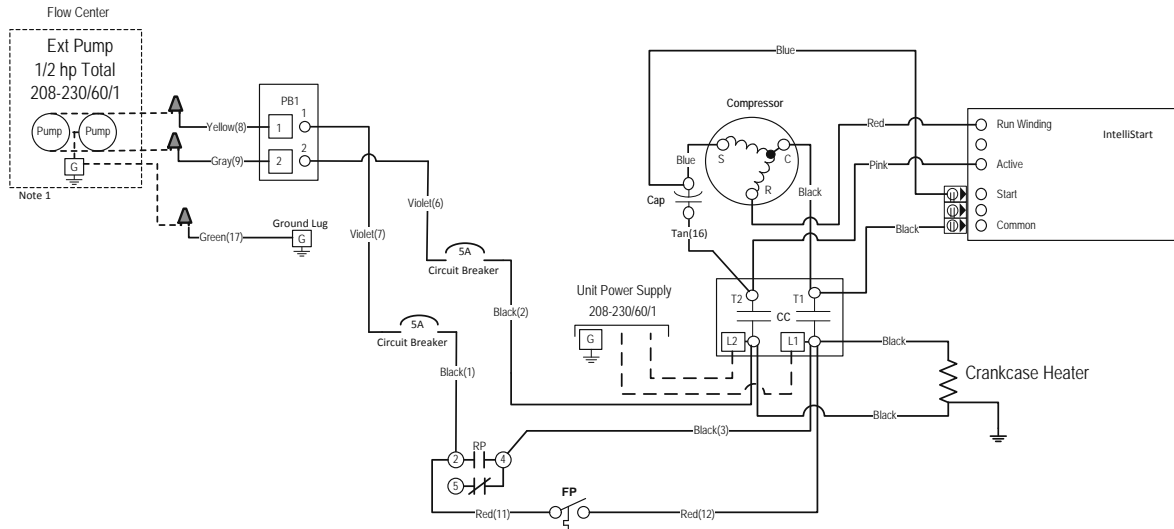 Flow Center
Ext Pump
1/2 hp Total
208-230/60/1
Pump
Pump
G
Note 1
Yellow(8)
Gray(9)
Green(17)
Ground Lug
G
PB1
1
1
2
2
Violet(6)
Violet(7)
5A
Circuit Breaker
5A
Circuit Breaker
Black(2)
Black(1)
Blue
Compressor
S
C
R
Blue
Cap
Tan(16)
Black
Red
Pink
Black
Run Winding
IntelliStart
Active
Start
Common
Unit Power Supply
208-230/60/1
G
T2
T1
CC
L2
L1
Black
Crankcase Heater
Black
Black(3)
RP
2
4
5
FP
Red(11)
Red(12)